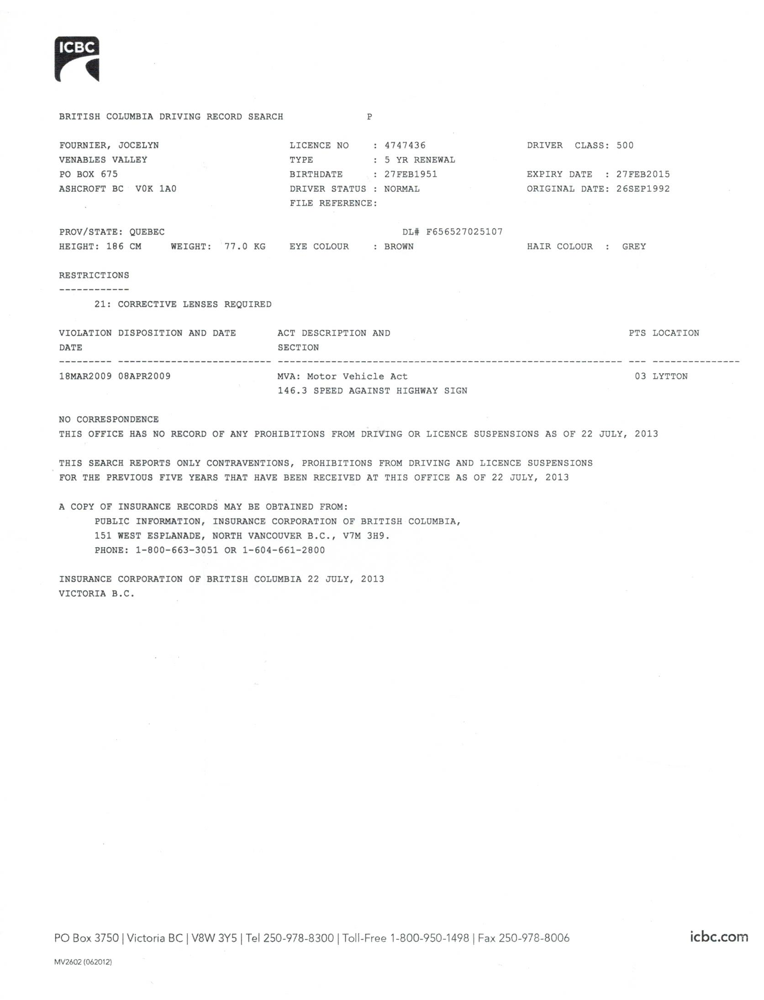 ICBC
BRITISH COLUMBIA DRIVING RECORD SEARCH P
FOURNIER, JOCELYN LICENCE NO : 4747436 DRIVER CLASS: 500
VENABLES VALLEY TYPE : 5 YR RENEWAL
PO BOX 675 BIRTHDATE : 27FEB1951 EXPIRY DATE : 27FEB2015
ASHCROFT BC V0K 1A0 DRIVER STATUS : NORMAL ORIGINAL DATE: 26SEP1992
FILE REFERENCE:
PROV/STATE: QUEBEC DL# F656527025107
HEIGHT: 186 CM WEIGHT: 77.0 KG EYE COLOUR : BROWN HAIR COLOUR : GREY
RESTRICTIONS
------------
21: CORRECTIVE LENSES REQUIRED
VIOLATION DISPOSITION AND DATE ACT DESCRIPTION AND PTS LOCATION
DATE SECTION
--------- -------------------------- ---------------------------------------------------------- --- ---------------
18MAR2009 08APR2009 MVA: Motor Vehicle Act 03 LYTTON
146.3 SPEED AGAINST HIGHWAY SIGN
NO CORRESPONDENCE
THIS OFFICE HAS NO RECORD OF ANY PROHIBITIONS FROM DRIVING OR LICENCE SUSPENSIONS AS OF 22 JULY, 2013
THIS SEARCH REPORTS ONLY CONTRAVENTIONS, PROHIBITIONS FROM DRIVING AND LICENCE SUSPENSIONS
FOR THE PREVIOUS FIVE YEARS THAT HAVE BEEN RECEIVED AT THIS OFFICE AS OF 22 JULY, 2013
A COPY OF INSURANCE RECORDS MAY BE OBTAINED FROM:
PUBLIC INFORMATION, INSURANCE CORPORATION OF BRITISH COLUMBIA,
151 WEST ESPLANADE, NORTH VANCOUVER B.C., V7M 3H9.
PHONE: 1-800-663-3051 OR 1-604-661-2800
INSURANCE CORPORATION OF BRITISH COLUMBIA 22 JULY, 2013
VICTORIA B.C.
PO Box 3750 | Victoria BC | V8W 3Y5 | Tel 250-978-8300 | Toll-Free 1-800-950-1498 | Fax 250-978-8006 icbc.com
MV2602 (062012)